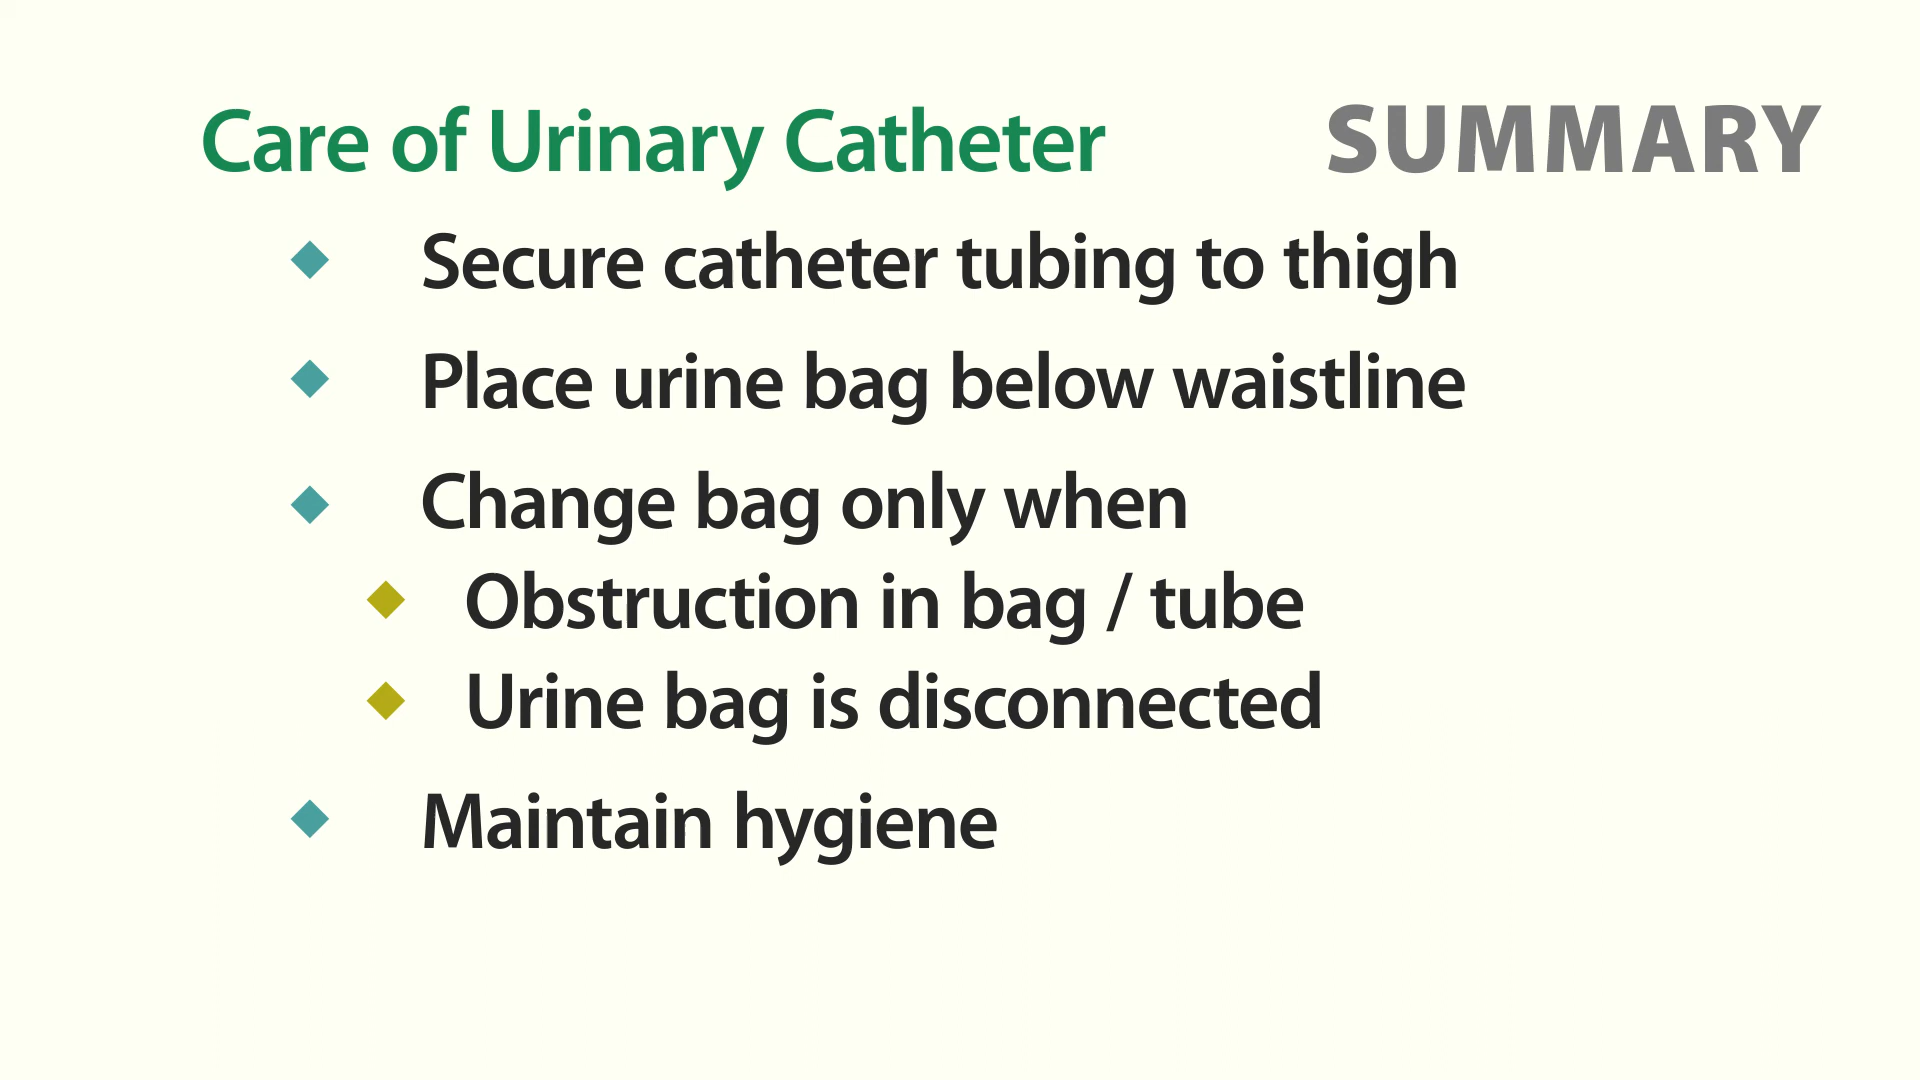 Care of Urinary Catheter
SUMMARY
Secure catheter tubing to thigh
Place urine bag below waistline
Change bag only when
Obstruction in bag / tube
Urine bag is disconnected
Maintain hygiene